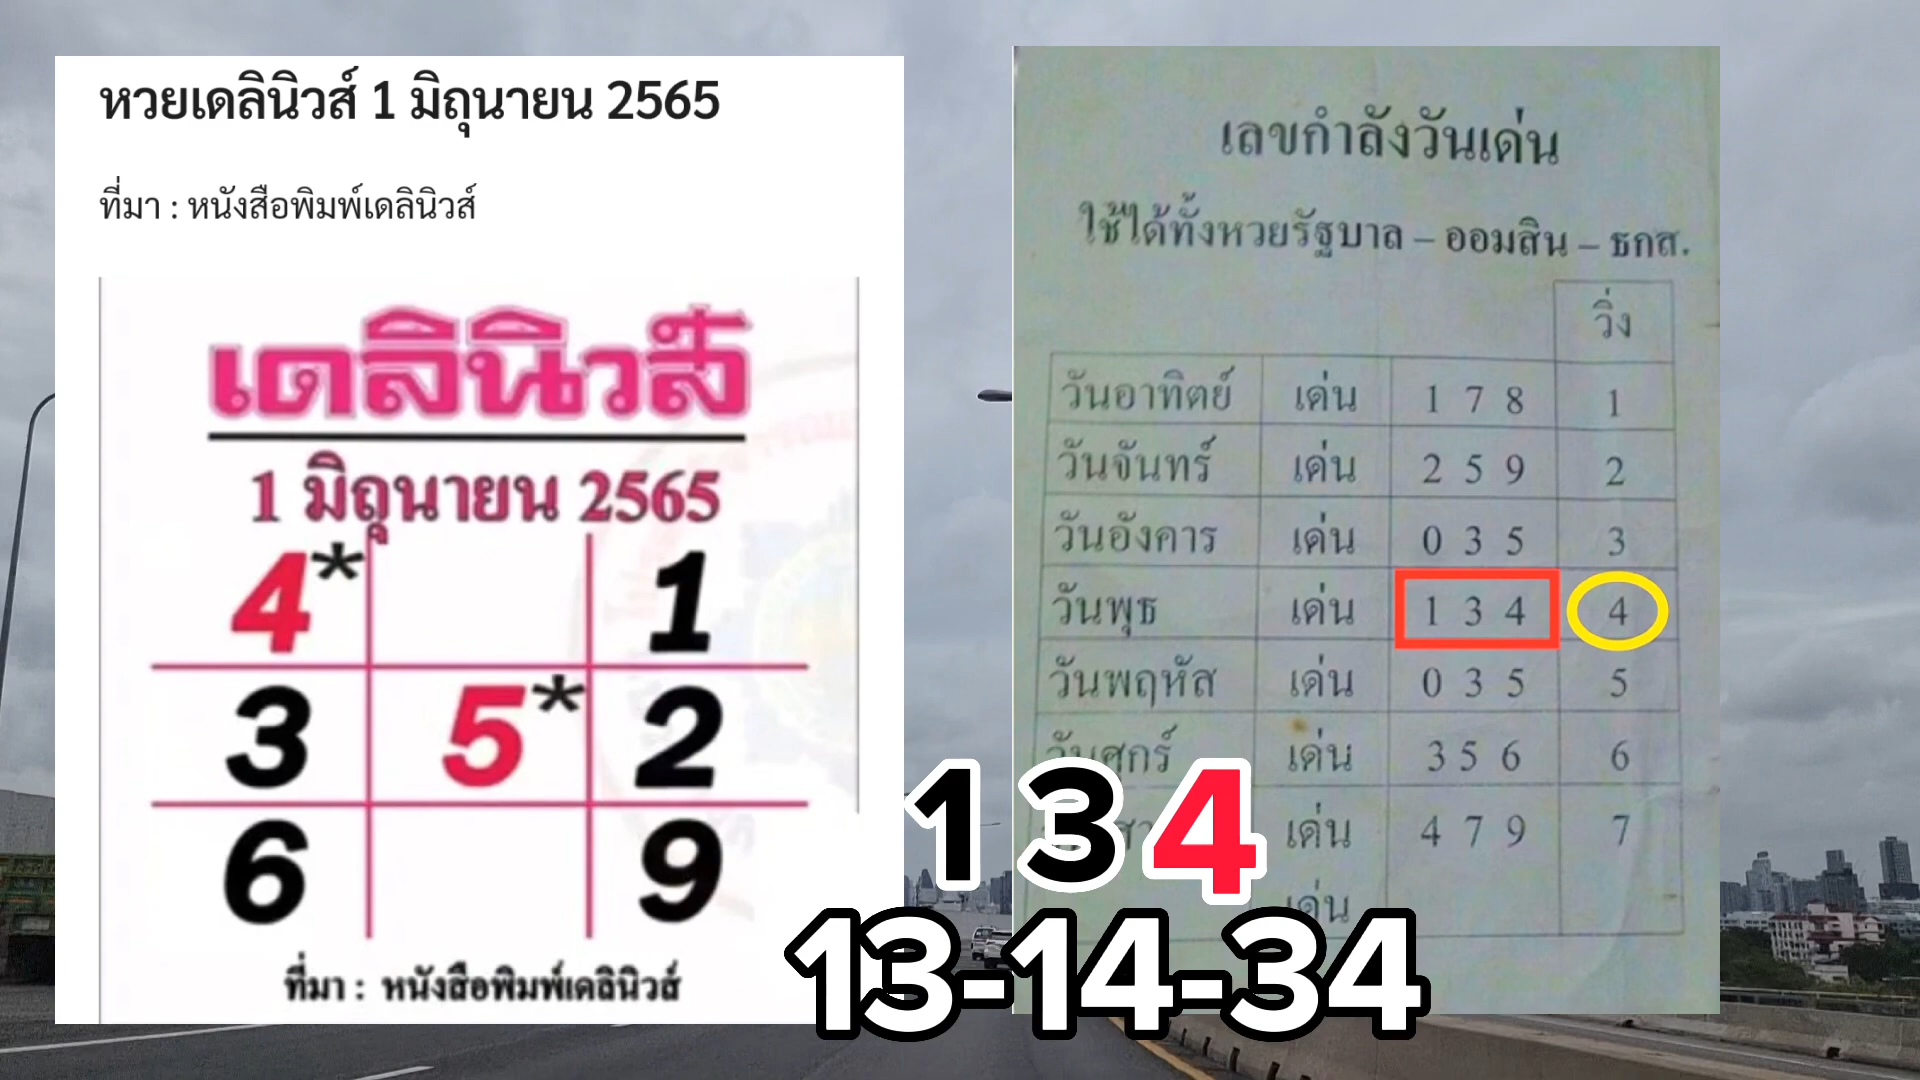 หวยเดลินิวส์ 1 มิถุนายน 2565
ที่มา : หนังสือพิมพ์เดลินิวส์
เดลินิวส์
1 มิถุนายน 2565
4* 1
3 5* 2
6 9
ที่มา : หนังสือพิมพ์เดลินิวส์
เลขกำลังวันเด่น
ใช้ได้ทั้งหวยรัฐบาล – ออมสิน – ธกส.
วิ่ง
วันอาทิตย์ เด่น 1 7 8 1
วันจันทร์ เด่น 2 5 9 2
วันอังคาร เด่น 0 3 5 3
วันพุธ เด่น 1 3 4 4
วันพฤหัส เด่น 0 3 5 5
วันศุกร์ เด่น 3 5 6 6
เด่น 4 7 9 7
เด่น
1 3 4
13-14-34